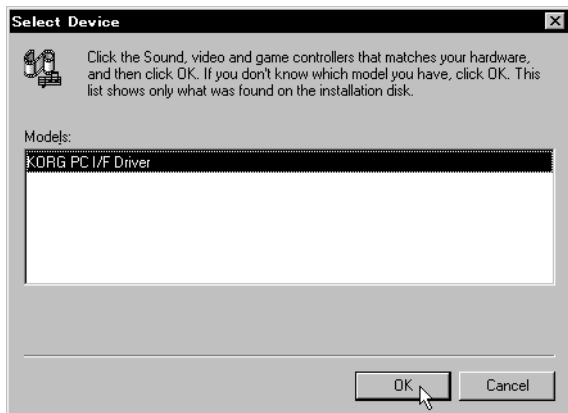 Select Device
Click the Sound, video and game controllers that matches your hardware,
and then click OK. If you don't know which model you have, click OK. This
list shows only what was found on the installation disk.
Models:
KORG PC I/F Driver
OK
Cancel